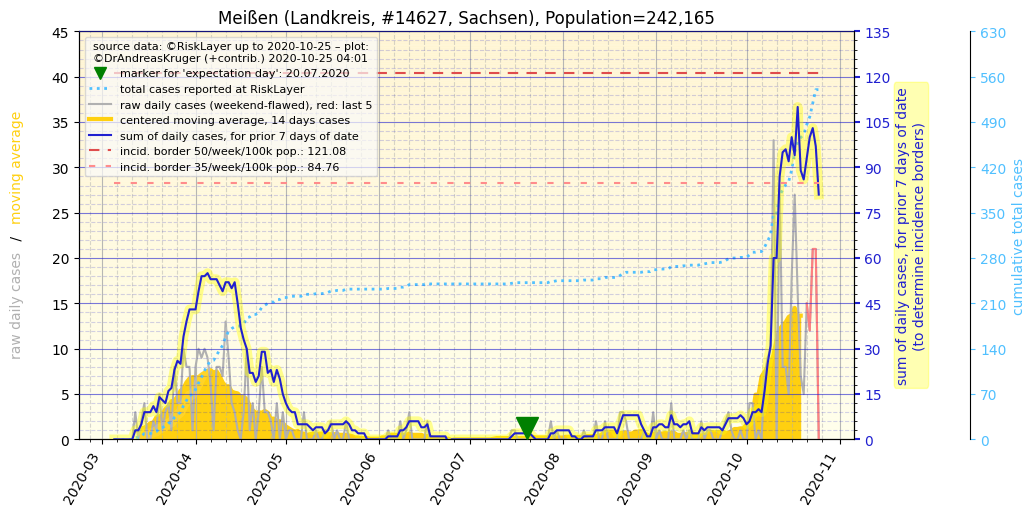 Meißen (Landkreis, #14627, Sachsen), Population=242,165
source data: ©RiskLayer up to 2020-10-25 – plot:
©DrAndreasKruger (+contrib.) 2020-10-25 04:01
marker for 'expectation day': 20.07.2020
total cases reported at RiskLayer
raw daily cases (weekend-flawed), red: last 5
centered moving average, 14 days cases
sum of daily cases, for prior 7 days of date
incid. border 50/week/100k pop.: 121.08
incid. border 35/week/100k pop.: 84.76
raw daily cases / moving average
45
40
35
30
25
20
15
10
5
0
135
120
105
90
75
60
45
30
15
0
sum of daily cases, for prior 7 days of date
(to determine incidence borders)
630
560
490
420
350
280
210
140
70
0
cumulative total cases
2020-03
2020-04
2020-05
2020-06
2020-07
2020-08
2020-09
2020-10
2020-11